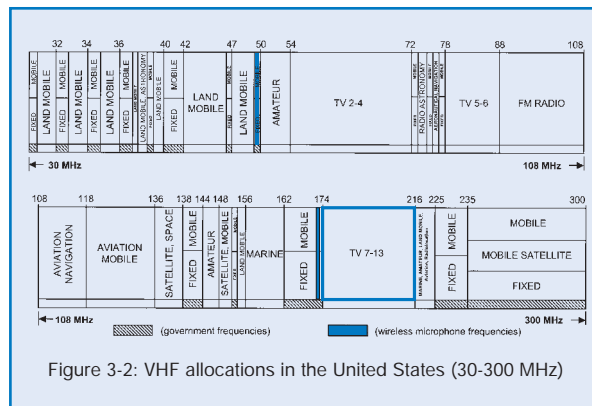 32 34 36 40 42 47 50 54 72 78 88 108
MOBILE
FIXED
LAND MOBILE
MOBILE
FIXED
LAND MOBILE
MOBILE
FIXED
LAND MOBILE
MOBILE
FIXED
LAND MOBILE
LAND MOBILE, ASTRONOMY
MOBILE
FIXED
LAND MOBILE
MOBILE
FIXED
LAND
MOBILE
AMATEUR
TV 2-4
RADIO ASTRONOMY
TV 5-6
FM RADIO
30 MHz
108 MHz
108 118 136 138 144 148 156 162 174 216 225 235 300
AVIATION
NAVIGATION
AVIATION
MOBILE
SATELLITE, SPACE
MOBILE
FIXED
AMATEUR
SATELLITE, MOBILE
LAND MOBILE
MARINE
MOBILE
FIXED
TV 7-13
MOBILE
FIXED
MOBILE
MOBILE SATELLITE
FIXED
108 MHz
300 MHz
(government frequencies)
(wireless microphone frequencies)
Figure 3-2: VHF allocations in the United States (30-300 MHz)